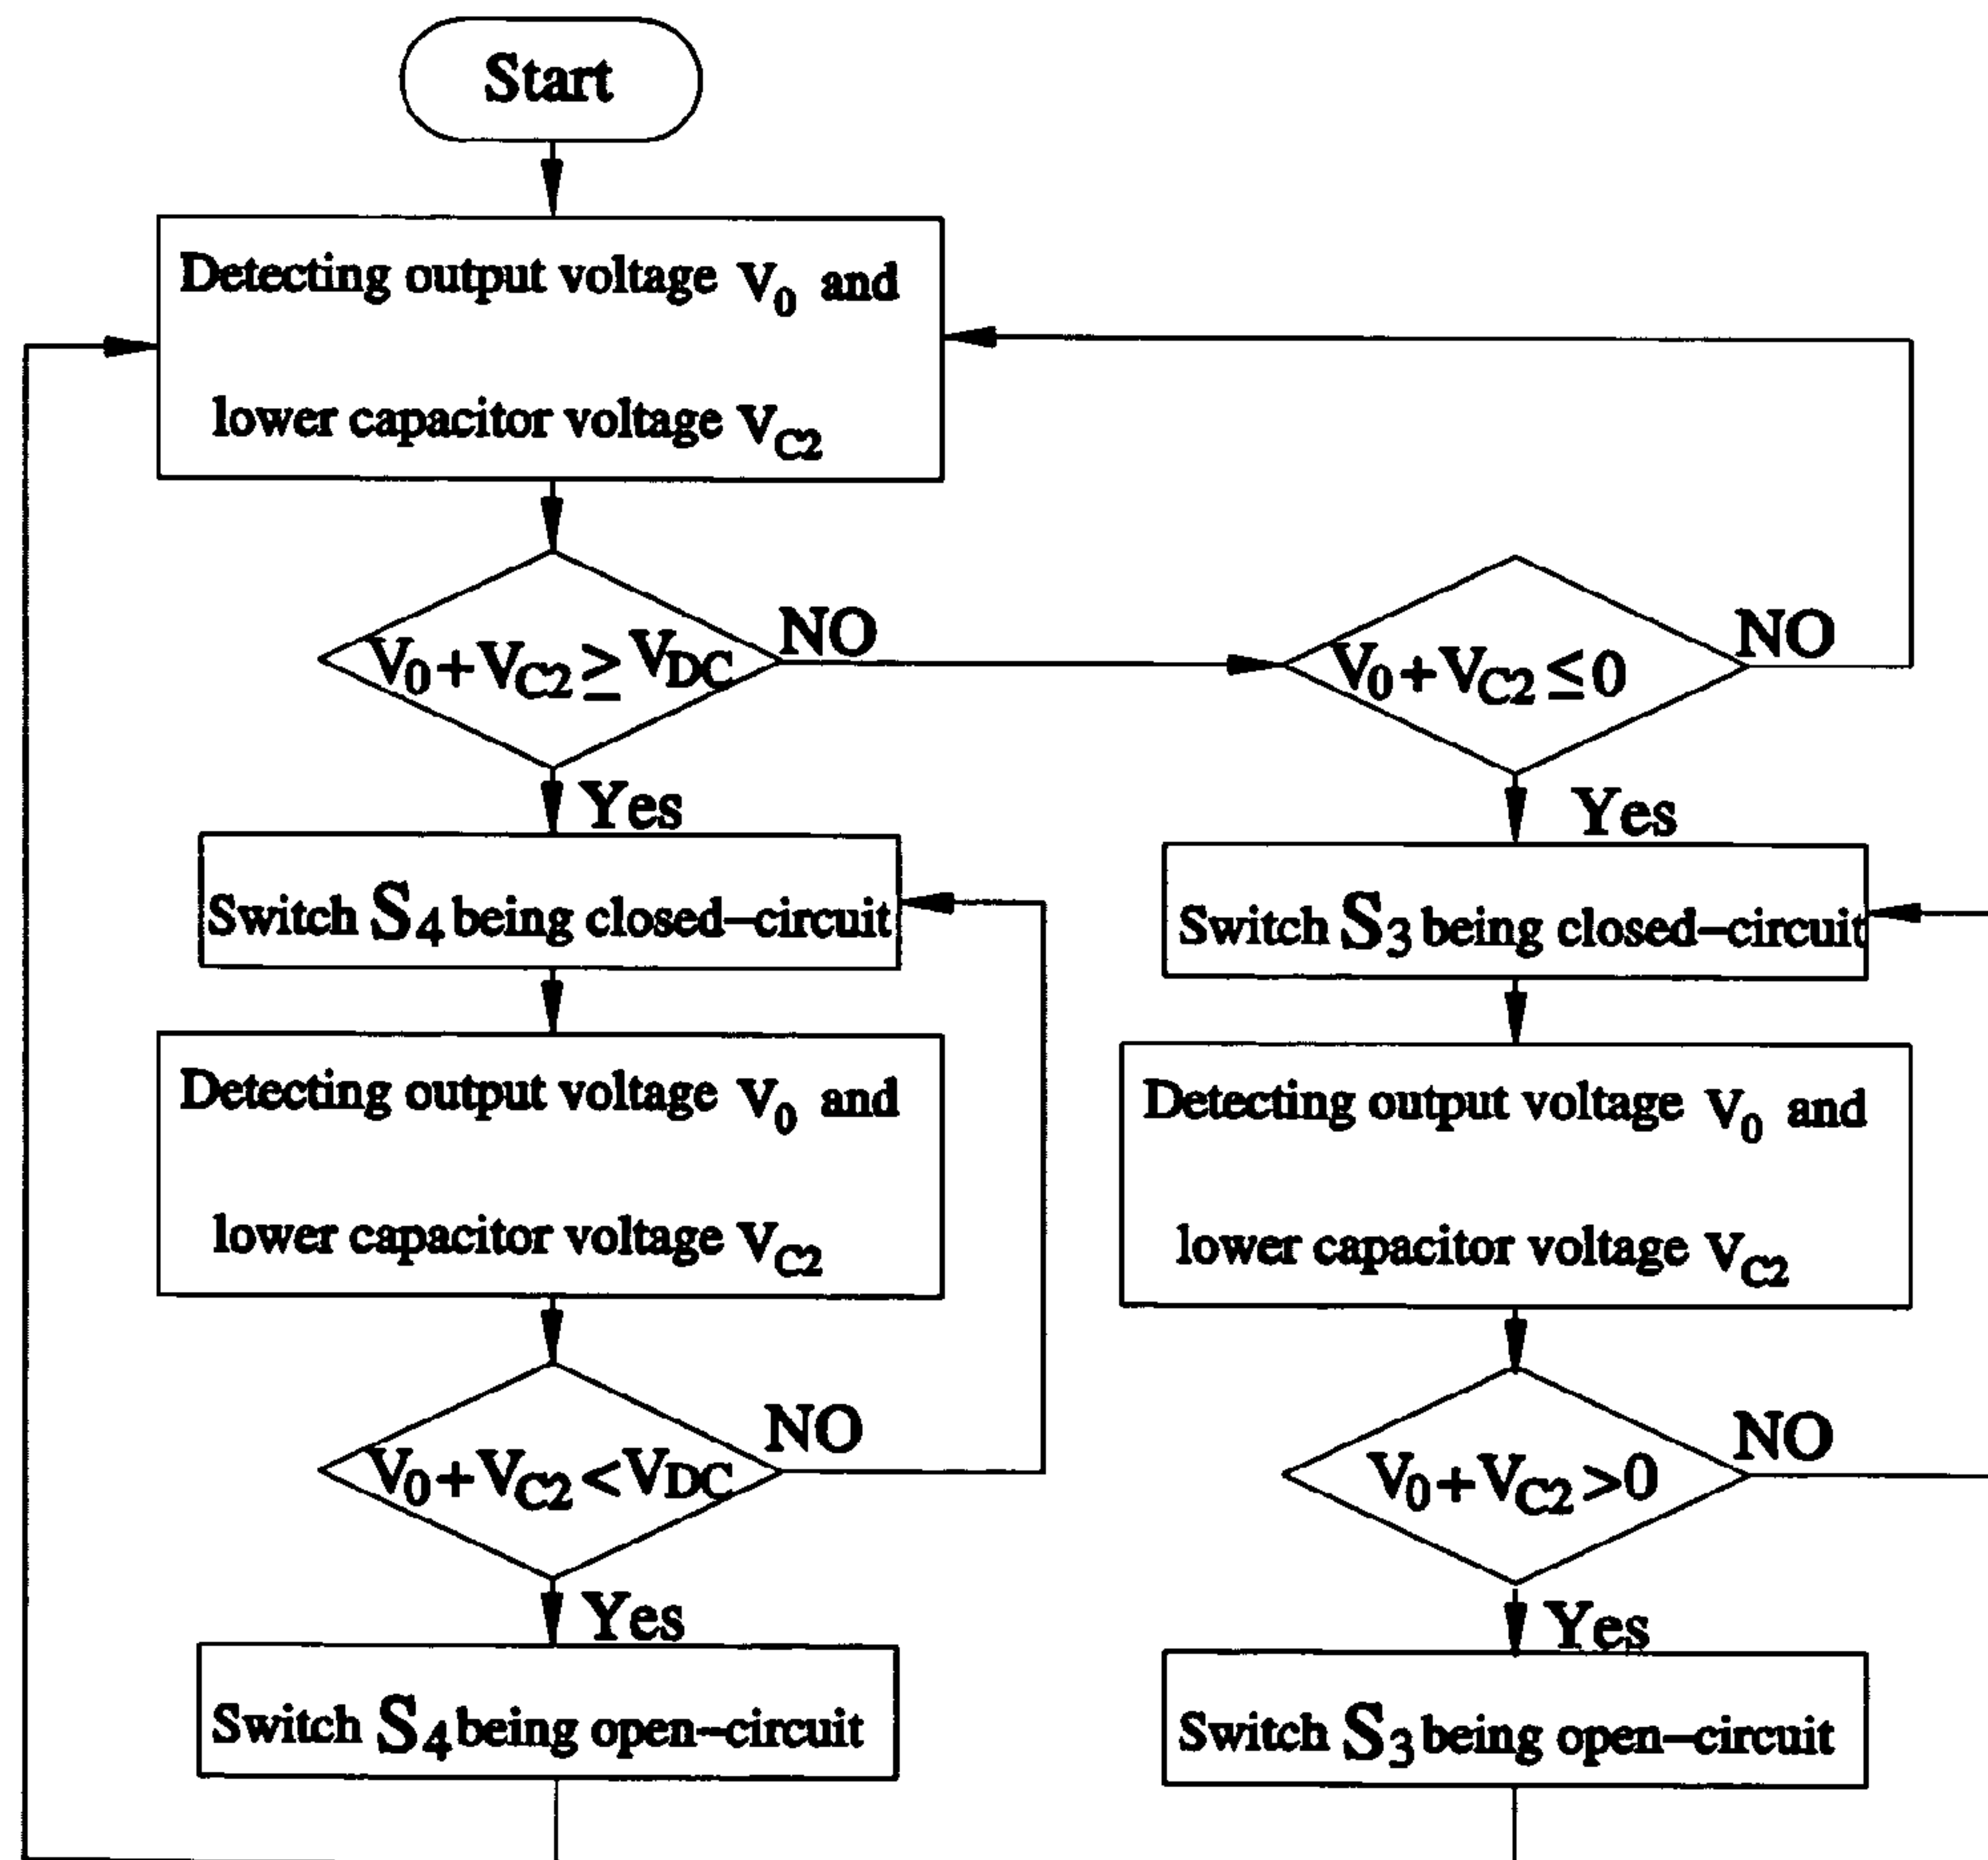 Start
Detecting output voltage V0 and
lower capacitor voltage VC2
V0+VC2≥VDC
NO
V0+VC2≤0
NO
Yes
Yes
Switch S4 being closed-circuit
Switch S3 being closed-circuit
Detecting output voltage V0 and
lower capacitor voltage VC2
Detecting output voltage V0 and
lower capacitor voltage VC2
V0+VC2<VDC
NO
V0+VC2>0
NO
Yes
Yes
Switch S4 being open-circuit
Switch S3 being open-circuit